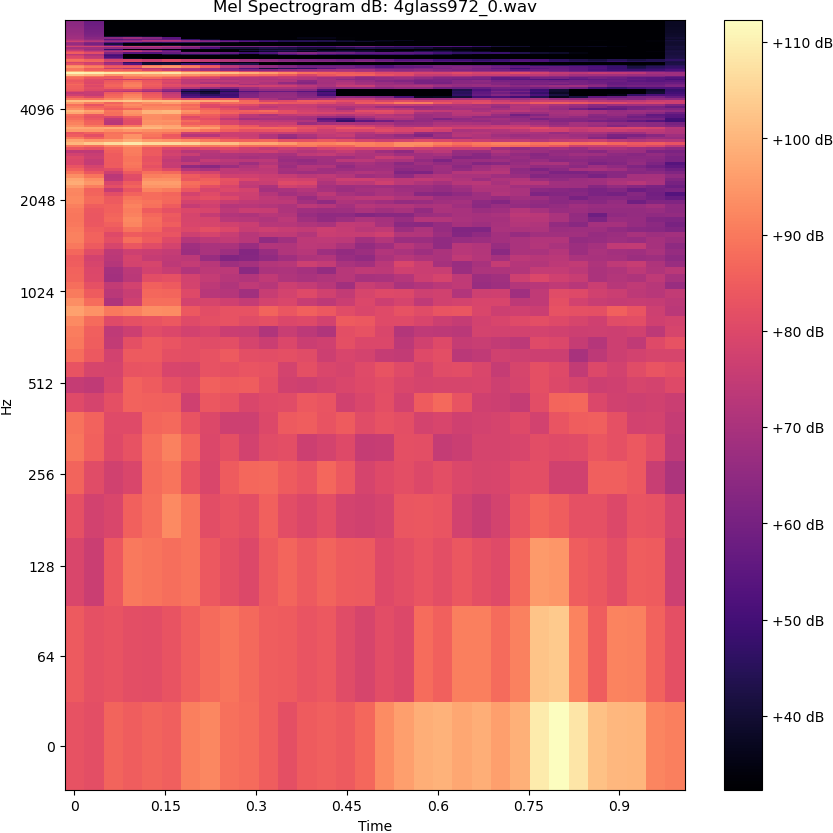 Mel Spectrogram dB: 4glass972_0.wav
+110 dB
4096
+100 dB
2048
+90 dB
1024
+80 dB
512
Hz
+70 dB
256
+60 dB
128
+50 dB
64
+40 dB
0
0 0.15 0.3 0.45 0.6 0.75 0.9
Time